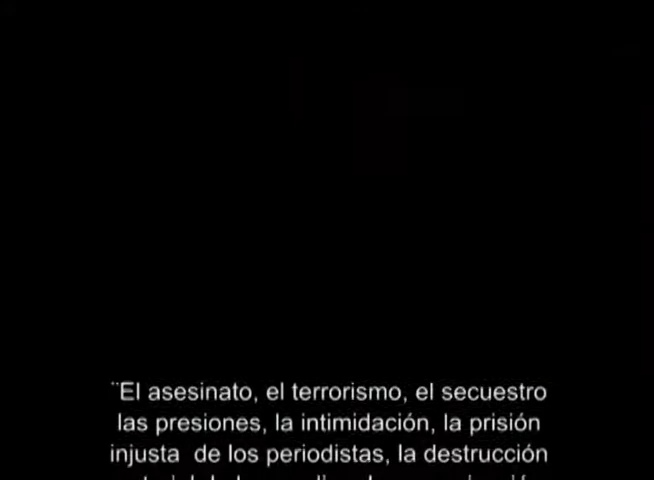 ¨El asesinato, el terrorismo, el secuestro
las presiones, la intimidación, la prisión
injusta  de los periodistas, la destrucción